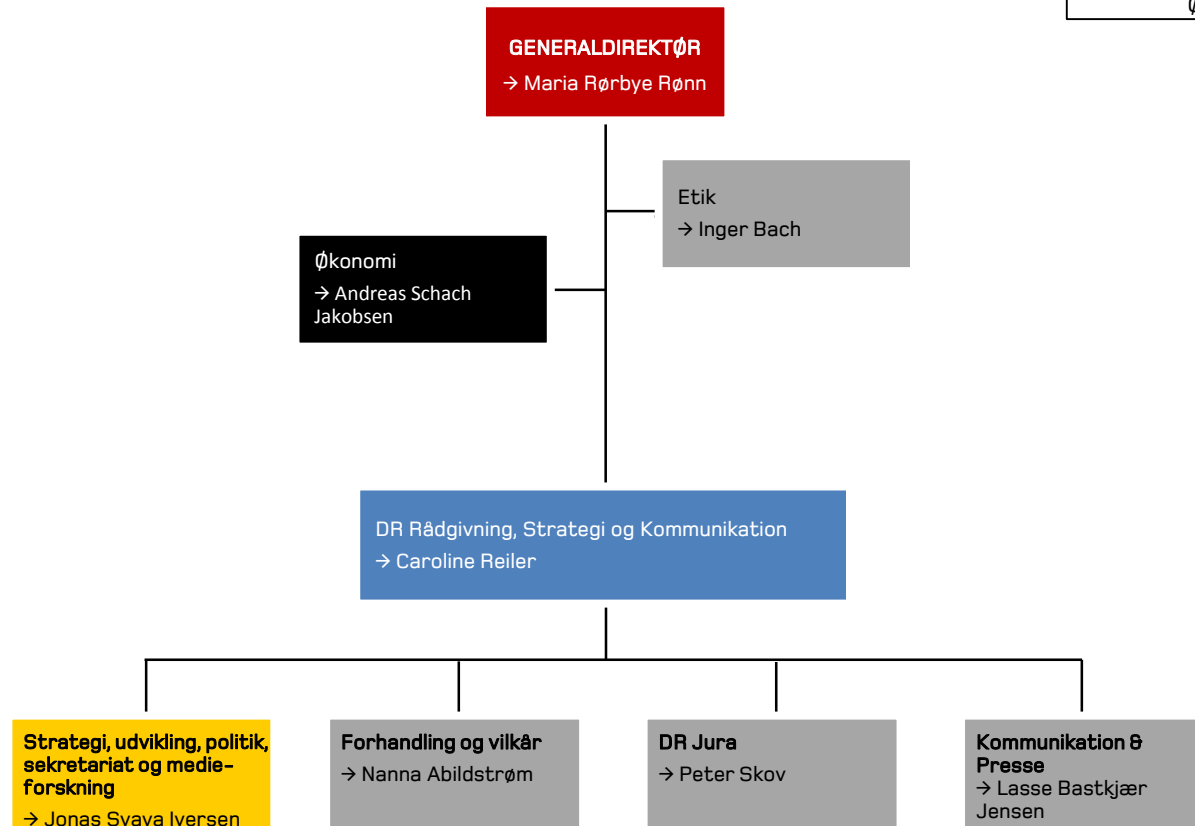 GENERALDIREKTØR
→ Maria Rørbye Rønn
Etik
→ Inger Bach
Økonomi
→ Andreas Schach
Jakobsen
DR Rådgivning, Strategi og Kommunikation
→ Caroline Reiler
Strategi, udvikling, politik,
sekretariat og medie-
forskning
→ Jonas Svava Iversen
Forhandling og vilkår
→ Nanna Abildstrøm
DR Jura
→ Peter Skov
Kommunikation &
Presse
→ Lasse Bastkjær
Jensen